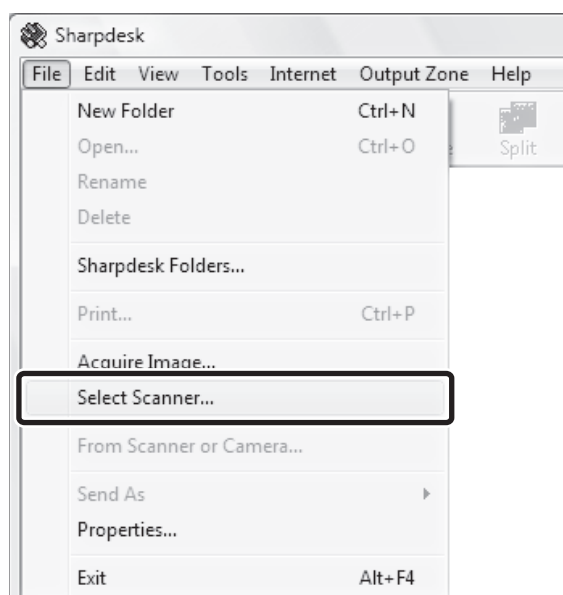 Sharpdesk
File Edit View Tools Internet Output Zone Help
New Folder Ctrl+N
Open... Ctrl+O
Split
Rename
Delete
Sharpdesk Folders...
Print... Ctrl+P
Acquire Image...
Select Scanner...
From Scanner or Camera...
Send As
Properties...
Exit Alt+F4